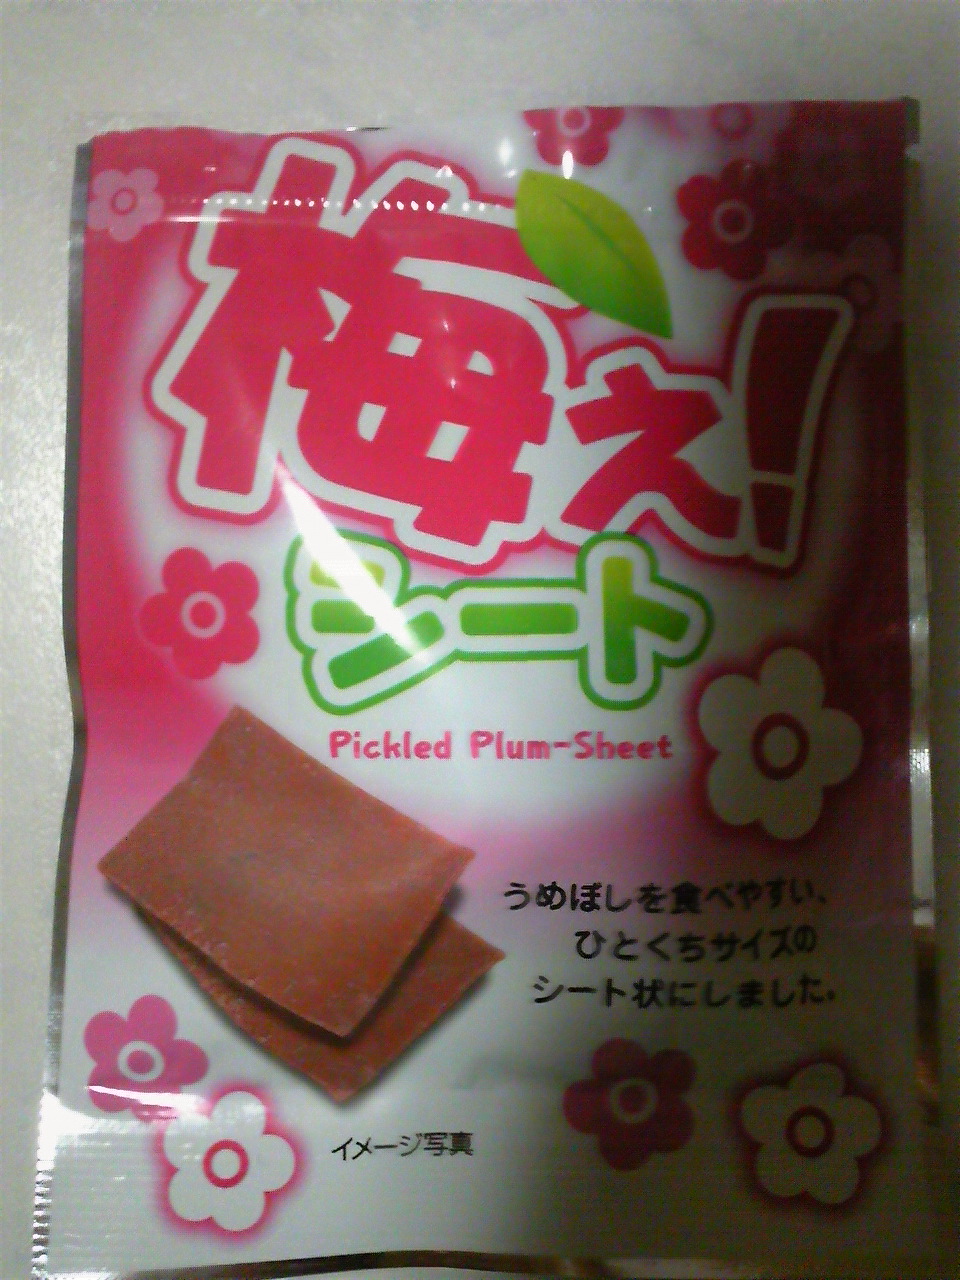 梅ぇ!
シート
Pickled Plum-Sheet
うめぼしを食べやすい、
ひとくちサイズの
シート状にしました。
イメージ写真